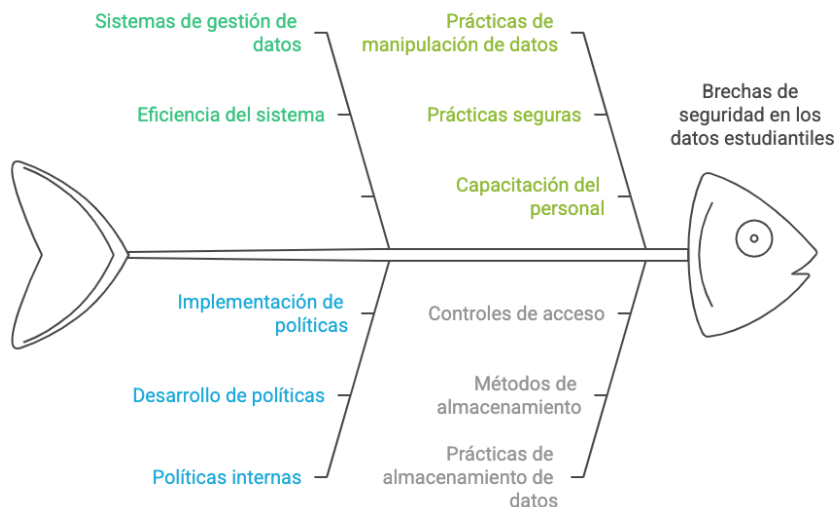 Sistemas de gestión de
datos
Eficiencia del sistema
Prácticas de
manipulación de datos
Prácticas seguras
Capacitación del
personal
Brechas de
seguridad en los
datos estudiantiles
Implementación de
políticas
Desarrollo de políticas
Políticas internas
Controles de acceso
Métodos de
almacenamiento
Prácticas de
almacenamiento de
datos